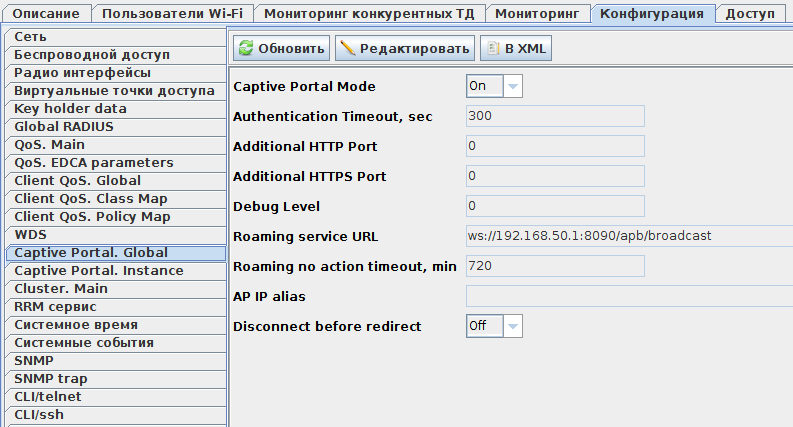 Описание Пользователи Wi-Fi Мониторинг конкурентных ТД Мониторинг Конфигурация Доступ
Сеть
Беспроводной доступ
Радио интерфейсы
Виртуальные точки доступа
Key holder data
Global RADIUS
QoS. Main
QoS. EDCA parameters
Client QoS. Global
Client QoS. Class Map
Client QoS. Policy Map
WDS
Captive Portal. Global
Captive Portal. Instance
Cluster. Main
RRM сервис
Системное время
Системные события
SNMP
SNMP trap
CLI/telnet
CLI/ssh
Обновить Редактировать В XML
Captive Portal Mode On
Authentication Timeout, sec 300
Additional HTTP Port 0
Additional HTTPS Port 0
Debug Level 0
Roaming service URL ws://192.168.50.1:8090/apb/broadcast
Roaming no action timeout, min 720
AP IP alias
Disconnect before redirect Off